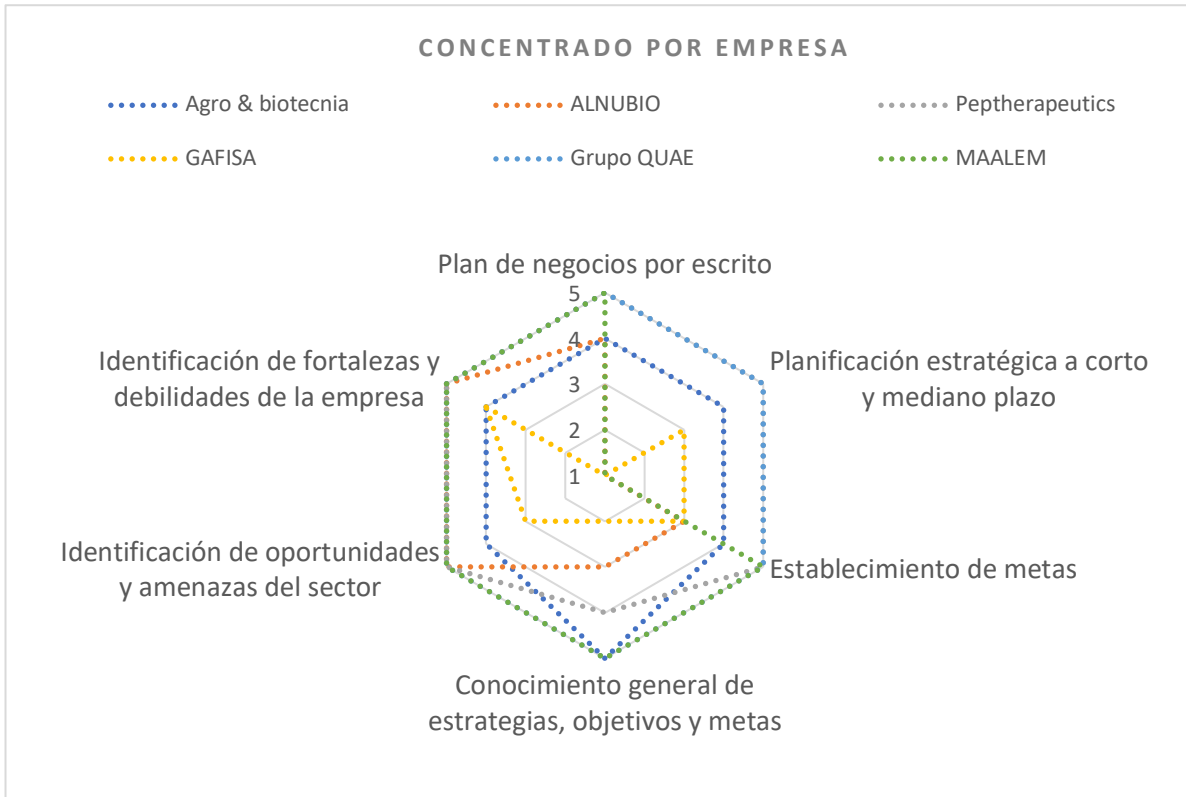 CONCENTRADO POR EMPRESA
Agro & biotecnia
ALNUBIO
Peptherapeutics
GAFISA
Grupo QUAE
MAALEM
Plan de negocios por escrito
5
4
3
2
1
Planificación estratégica a corto
y mediano plazo
Establecimiento de metas
Conocimiento general de
estrategias, objetivos y metas
Identificación de oportunidades
y amenazas del sector
Identificación de fortalezas y
debilidades de la empresa